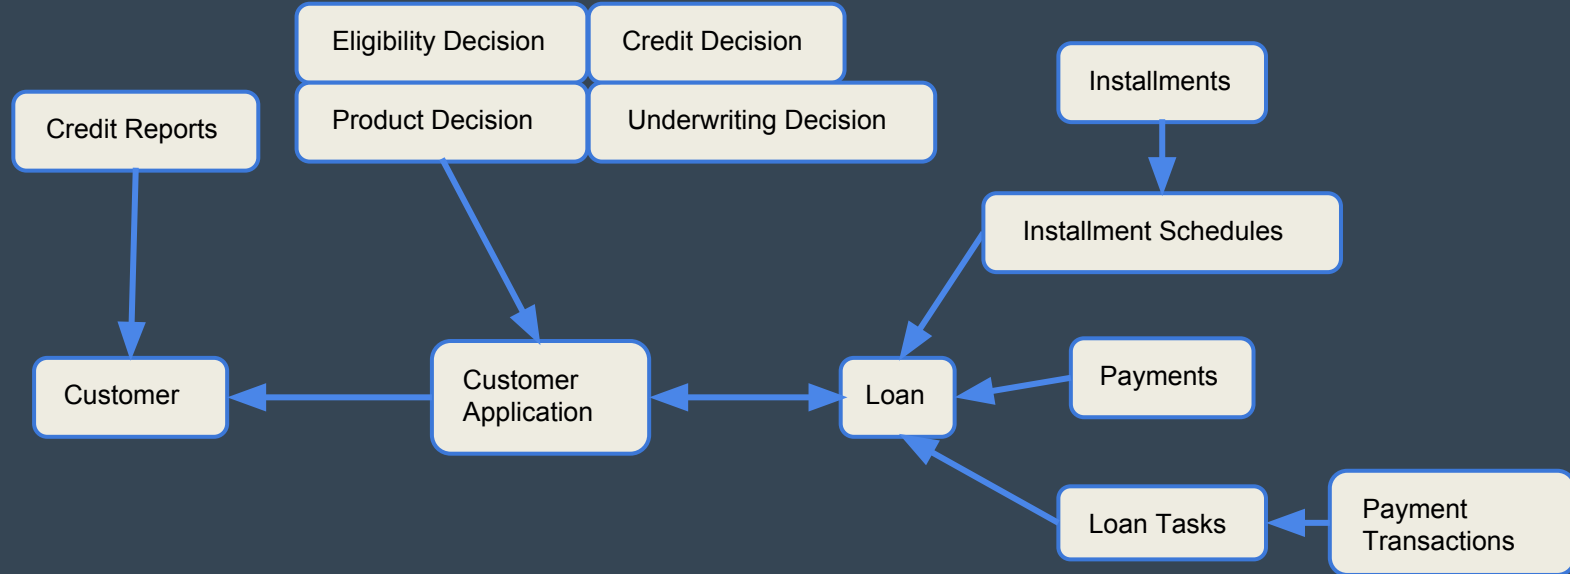 Eligibility Decision
Credit Decision
Installments
Credit Reports
Product Decision
Underwriting Decision
Installment Schedules
Customer
Customer
Application
Loan
Payments
Loan Tasks
Payment
Transactions